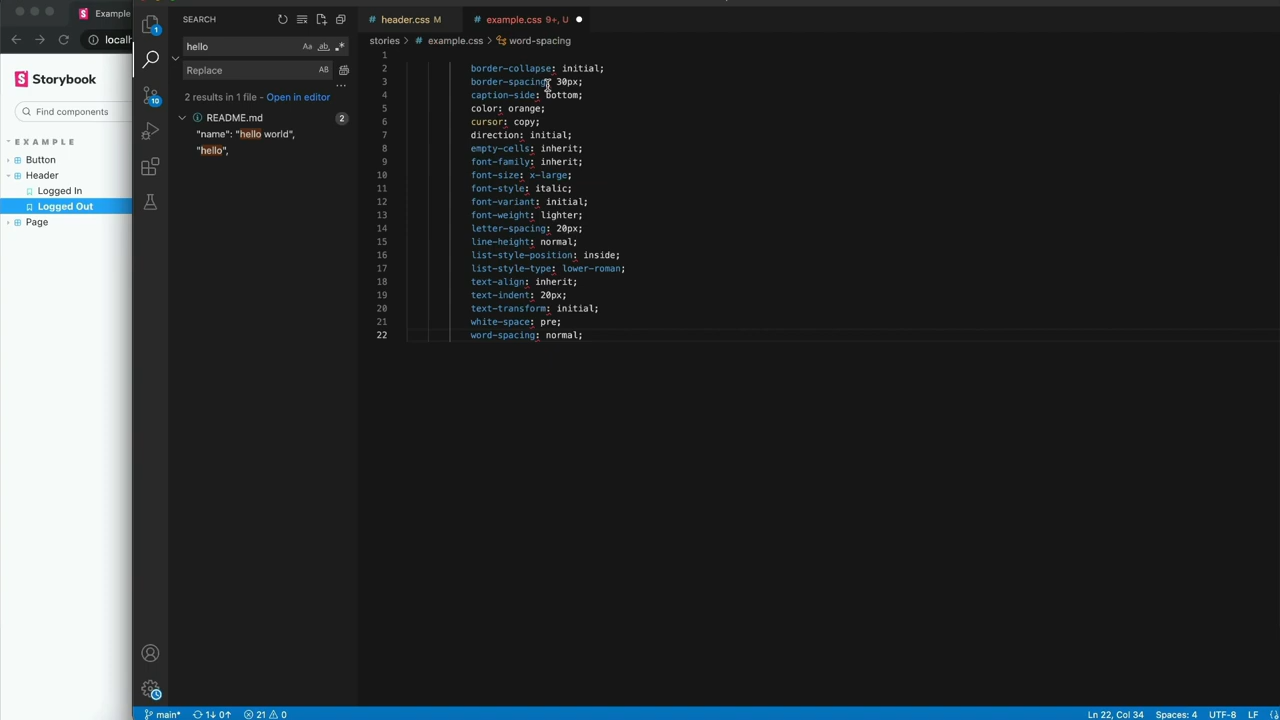 Example
localh
Storybook
Find components
EXAMPLE
Button
Header
Logged In
Logged Out
Page
1
10
SEARCH
hello
Aa
ab
Replace
AB
2 results in 1 file - Open in editor
README.md
2
"name": "hello world",
"hello",
header.css M
example.css 9+, U
stories > # example.css > word-spacing
1
2 border-collapse: initial;
3 border-spacing: 30px;
4 caption-side: bottom;
5 color: orange;
6 cursor: copy;
7 direction: initial;
8 empty-cells: inherit;
9 font-family: inherit;
10 font-size: x-large;
11 font-style: italic;
12 font-variant: initial;
13 font-weight: lighter;
14 letter-spacing: 20px;
15 line-height: normal;
16 list-style-position: inside;
17 list-style-type: lower-roman;
18 text-align: inherit;
19 text-indent: 20px;
20 text-transform: initial;
21 white-space: pre;
22 word-spacing: normal;
main* 1↓ 0↑ 21 0
Ln 22, Col 34 Spaces: 4 UTF-8 LF {}